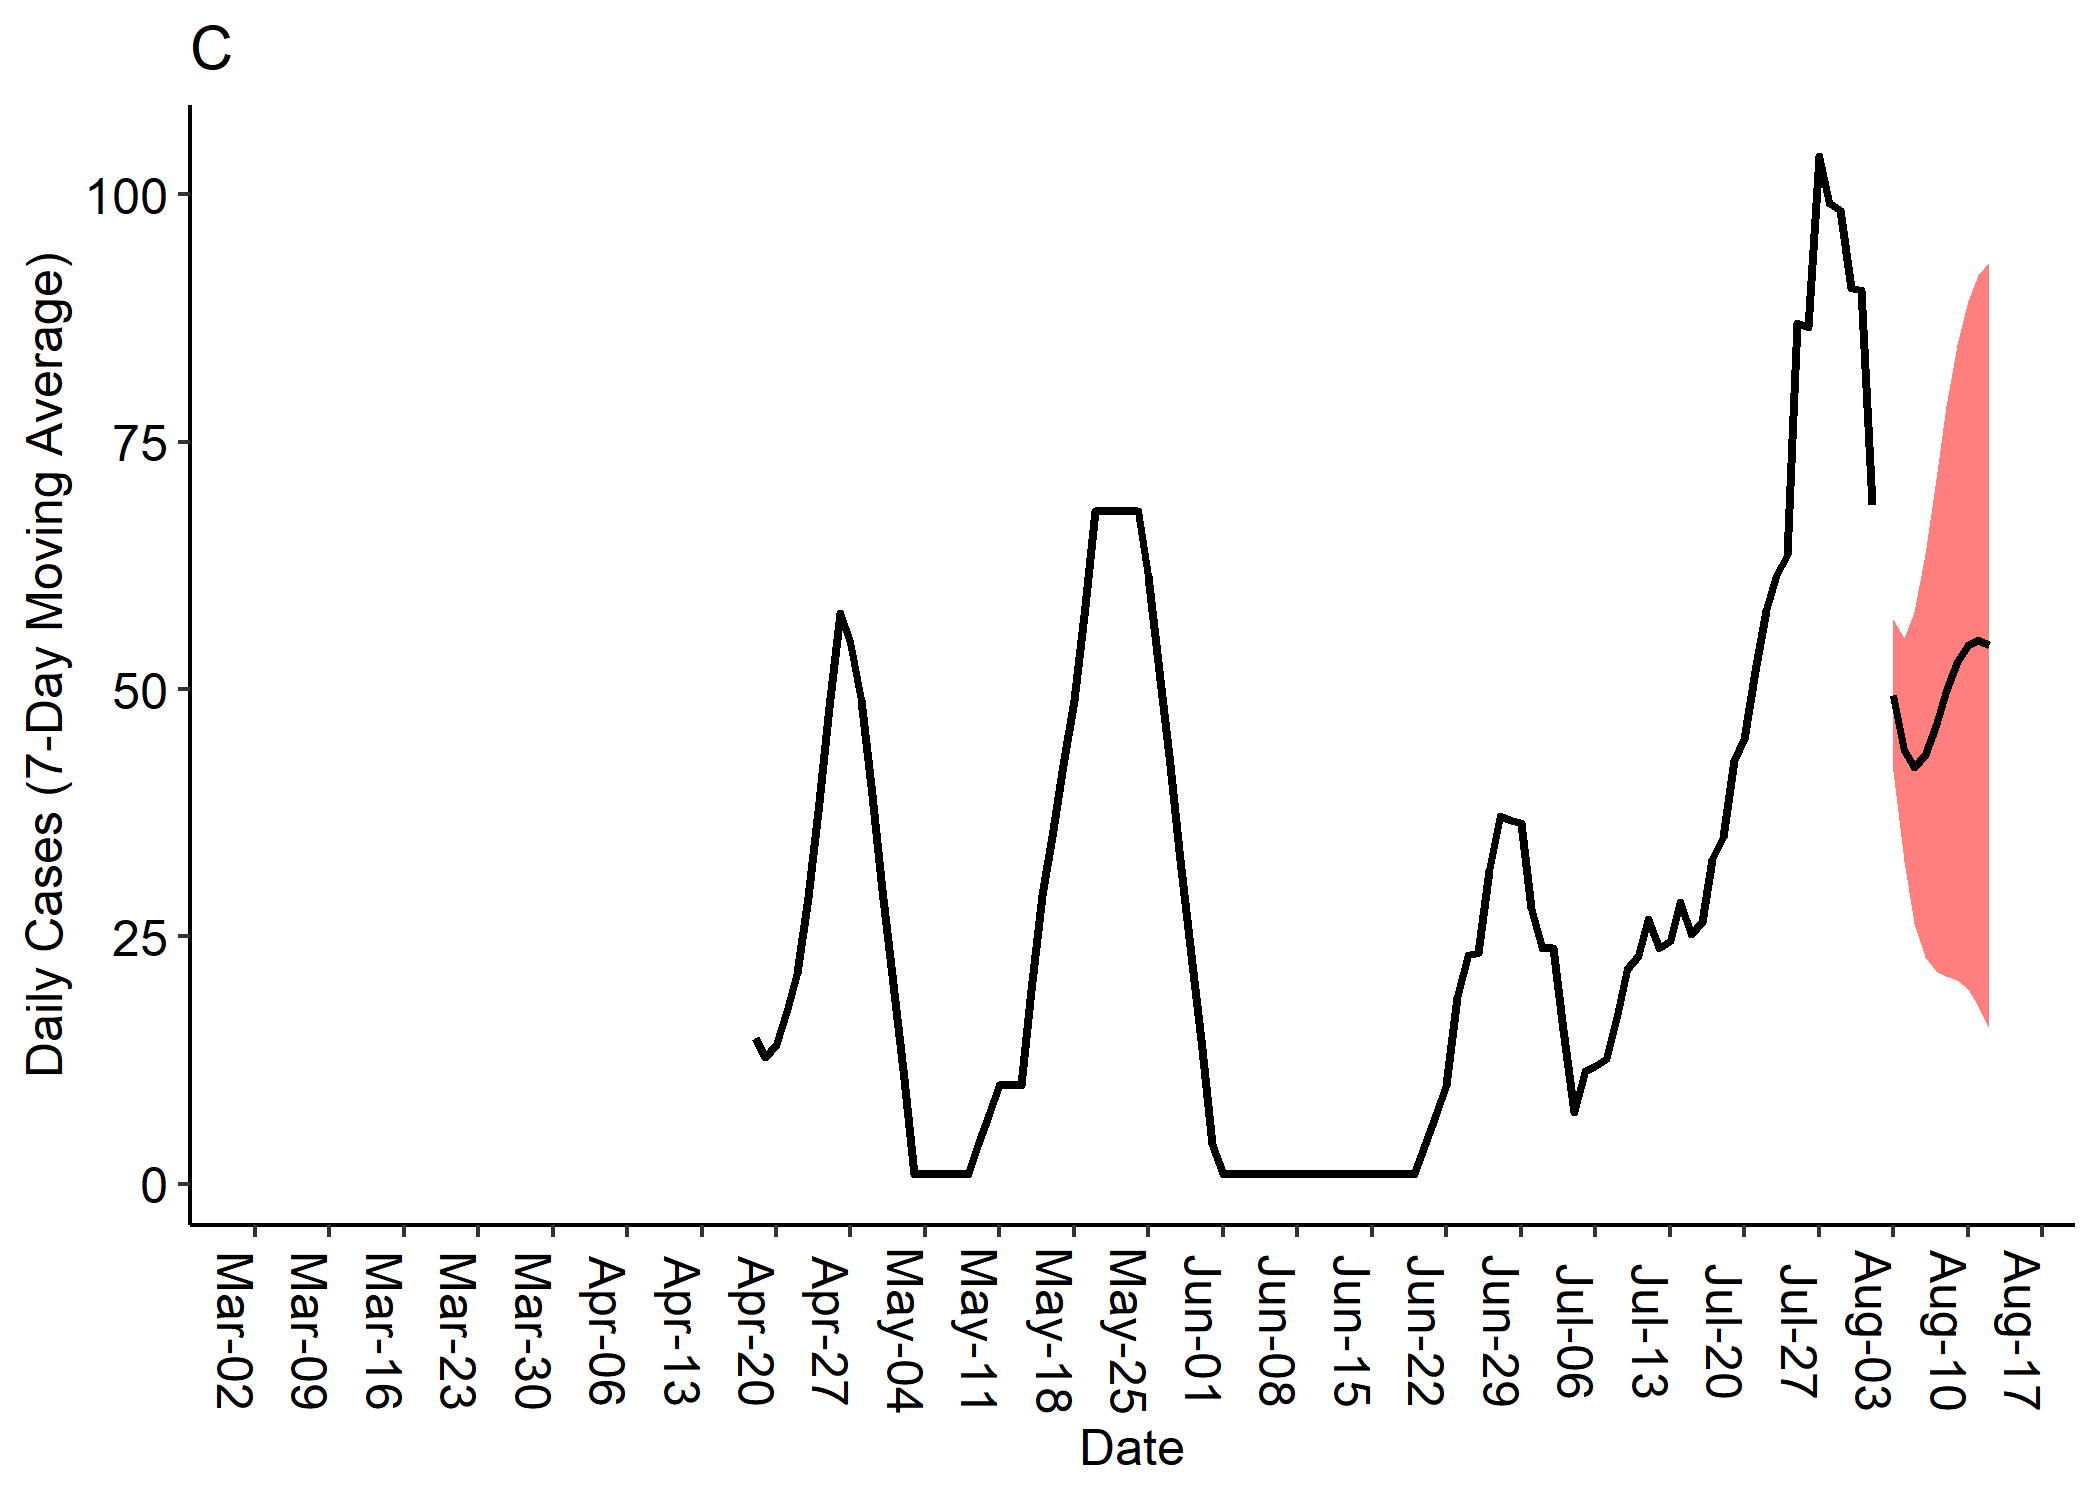 C
Daily Cases (7-Day Moving Average)
100
75
50
25
0
Mar-02
Mar-09
Mar-16
Mar-23
Mar-30
Apr-06
Apr-13
Apr-20
Apr-27
May-04
May-11
May-18
May-25
Jun-01
Jun-08
Jun-15
Jun-22
Jun-29
Jul-06
Jul-13
Jul-20
Jul-27
Aug-03
Aug-10
Aug-17
Date